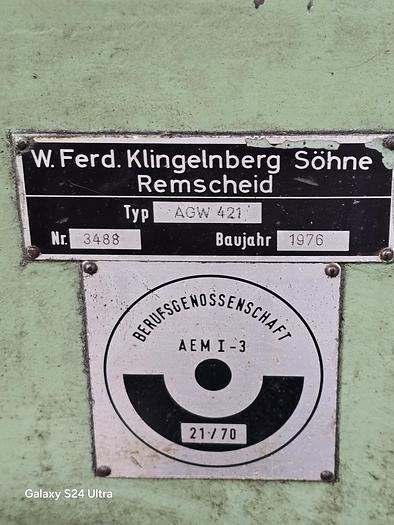 W. Ferd. Klingelnberg Söhne
Remscheid
Typ AGW 421
Nr. 3488 Baujahr 1976
BERUFSGENOSSENSCHAFT
AEM I-3
21/70
Galaxy S24 Ultra